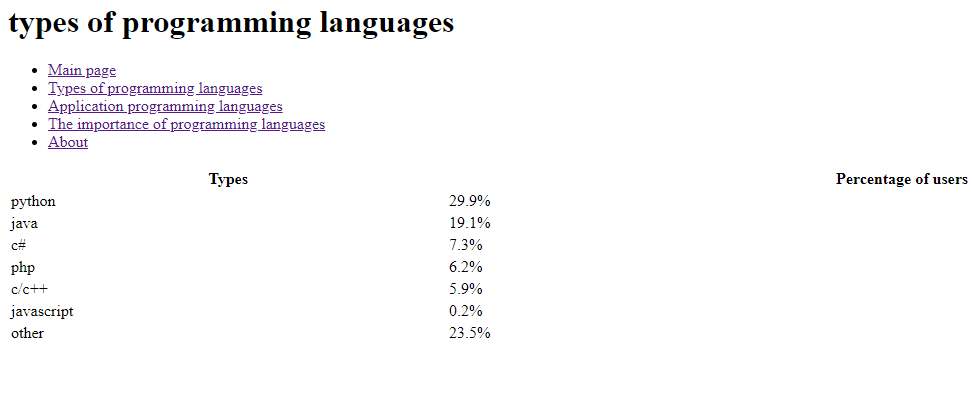 types of programming languages
Main page
Types of programming languages
Application programming languages
The importance of programming languages
About
Types Percentage of users
python 29.9%
java 19.1%
c# 7.3%
php 6.2%
c/c++ 5.9%
javascript 0.2%
other 23.5%